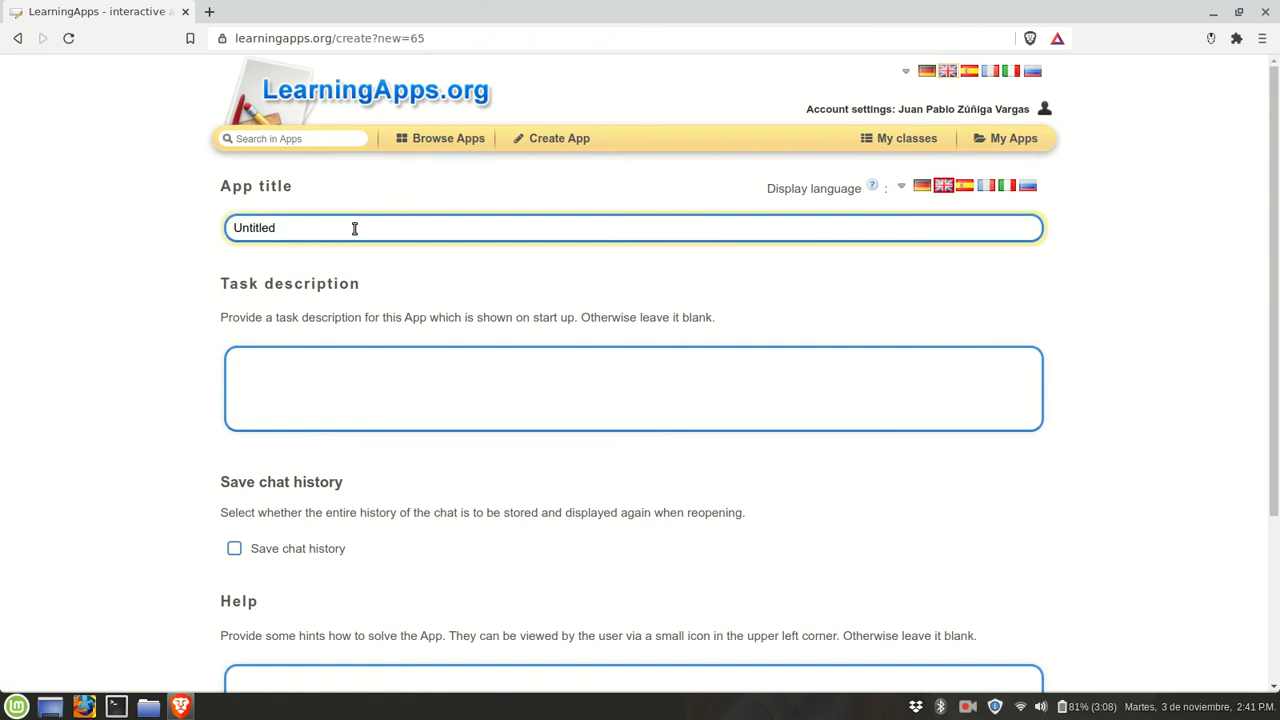 LearningApps - interactive a
learningapps.org/create?new=65
LearningApps.org
Account settings: Juan Pablo Zúñiga Vargas
Search in Apps
Browse Apps
Create App
My classes
My Apps
App title
Display language ? :
Untitled
Task description
Provide a task description for this App which is shown on start up. Otherwise leave it blank.
Save chat history
Select whether the entire history of the chat is to be stored and displayed again when reopening.
Save chat history
Help
Provide some hints how to solve the App. They can be viewed by the user via a small icon in the upper left corner. Otherwise leave it blank.
81% (3:08) Martes, 3 de noviembre, 2:41 P.M.